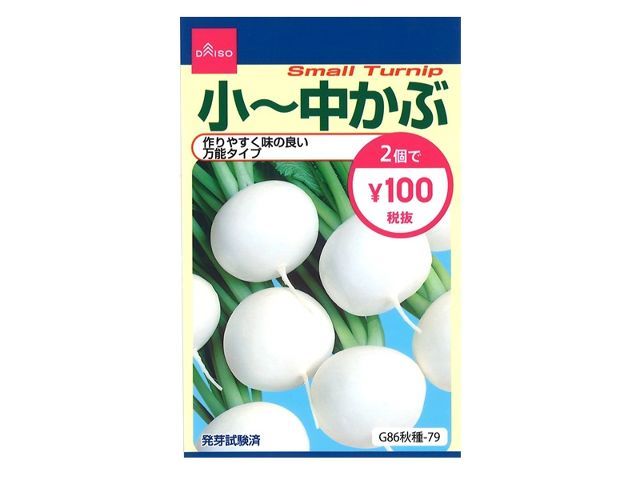 DAISO
Small Turnip
小～中かぶ
作りやすく味の良い
万能タイプ
2個で
¥100
税抜
発芽試験済
G86秋種-79